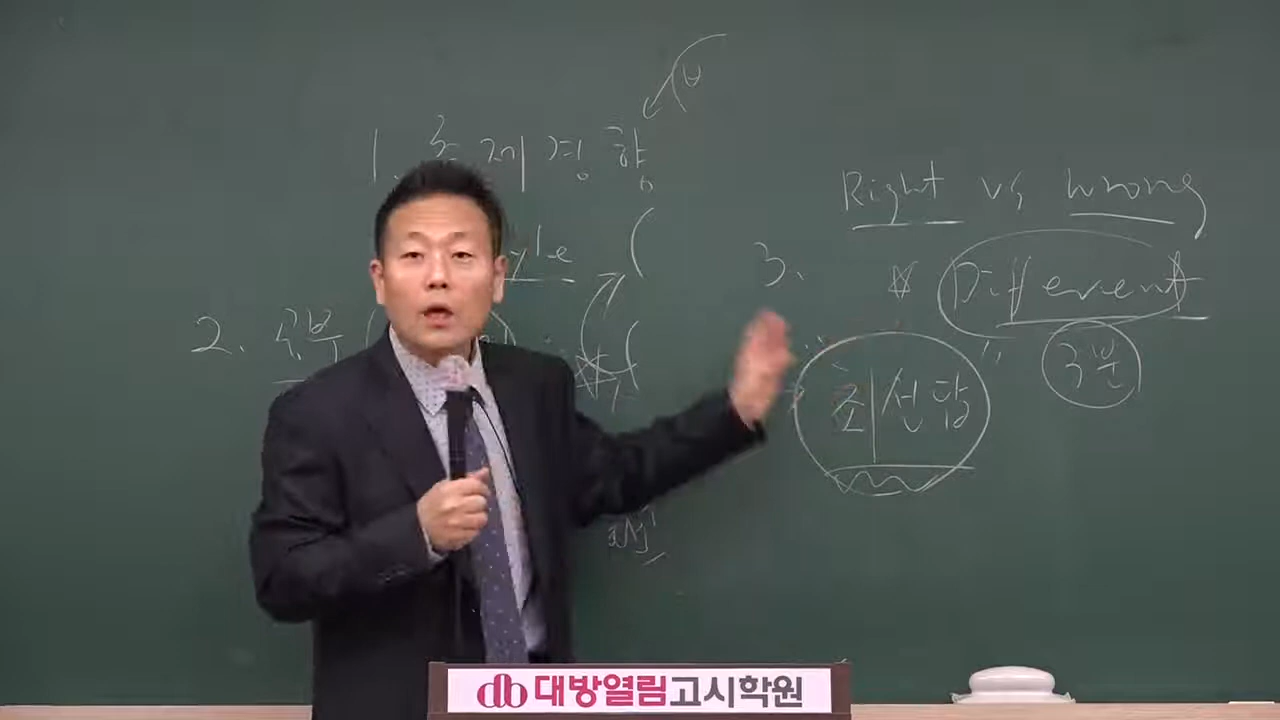 1. 출제경향
yle
2. 공부
3.
Right vs wrong
Different
최선답
구분
대방열림고시학원